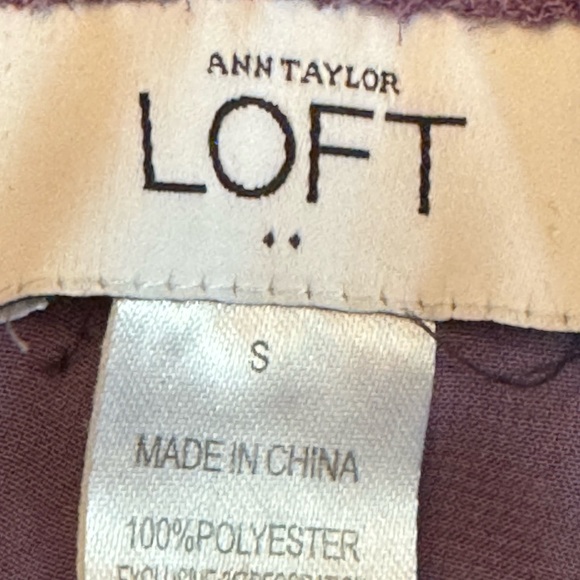 ANN TAYLOR
LOFT
S
MADE IN CHINA
100%POLYESTER